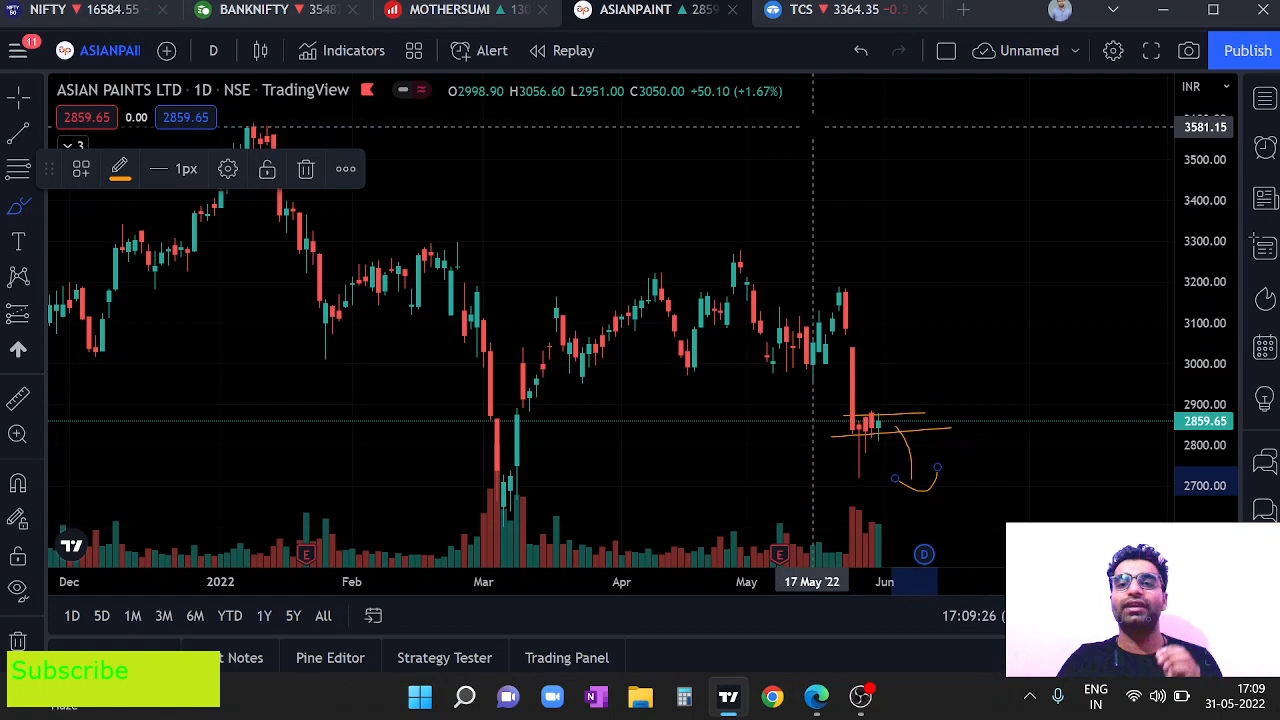 NIFTY ▼ 16584.55
BANKNIFTY ▼ 3548
MOTHERSUMI ▲ 130
ASIANPAINT ▲ 2859
TCS ▼ 3364.35 -0.3
11
ASIANPAI
D
Indicators
Alert
Replay
Unnamed
Publish
ASIAN PAINTS LTD · 1D · NSE · TradingView
O2998.90 H3056.60 L2951.00 C3050.00 +50.10 (+1.67%)
INR
2859.65 0.00 2859.65
3581.15
3
1px
3500.00
3400.00
3300.00
3200.00
3100.00
3000.00
2900.00
2859.65
2800.00
2700.00
E
E
D
Dec
2022
Feb
Mar
Apr
May
17 May '22
Jun
1D 5D 1M 3M 6M YTD 1Y 5Y All
17:09:26
Notes
Pine Editor
Strategy Tester
Trading Panel
Subscribe
ENG
IN
17:09
31-05-2022